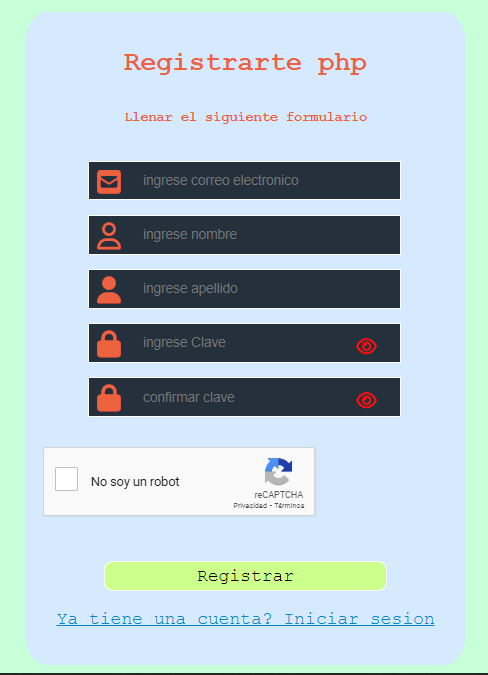 Registrarte php
Llenar el siguiente formulario
ingrese correo electronico
ingrese nombre
ingrese apellido
ingrese Clave
confirmar clave
No soy un robot
reCAPTCHA
Privacidad - Términos
Registrar
Ya tiene una cuenta? Iniciar sesion